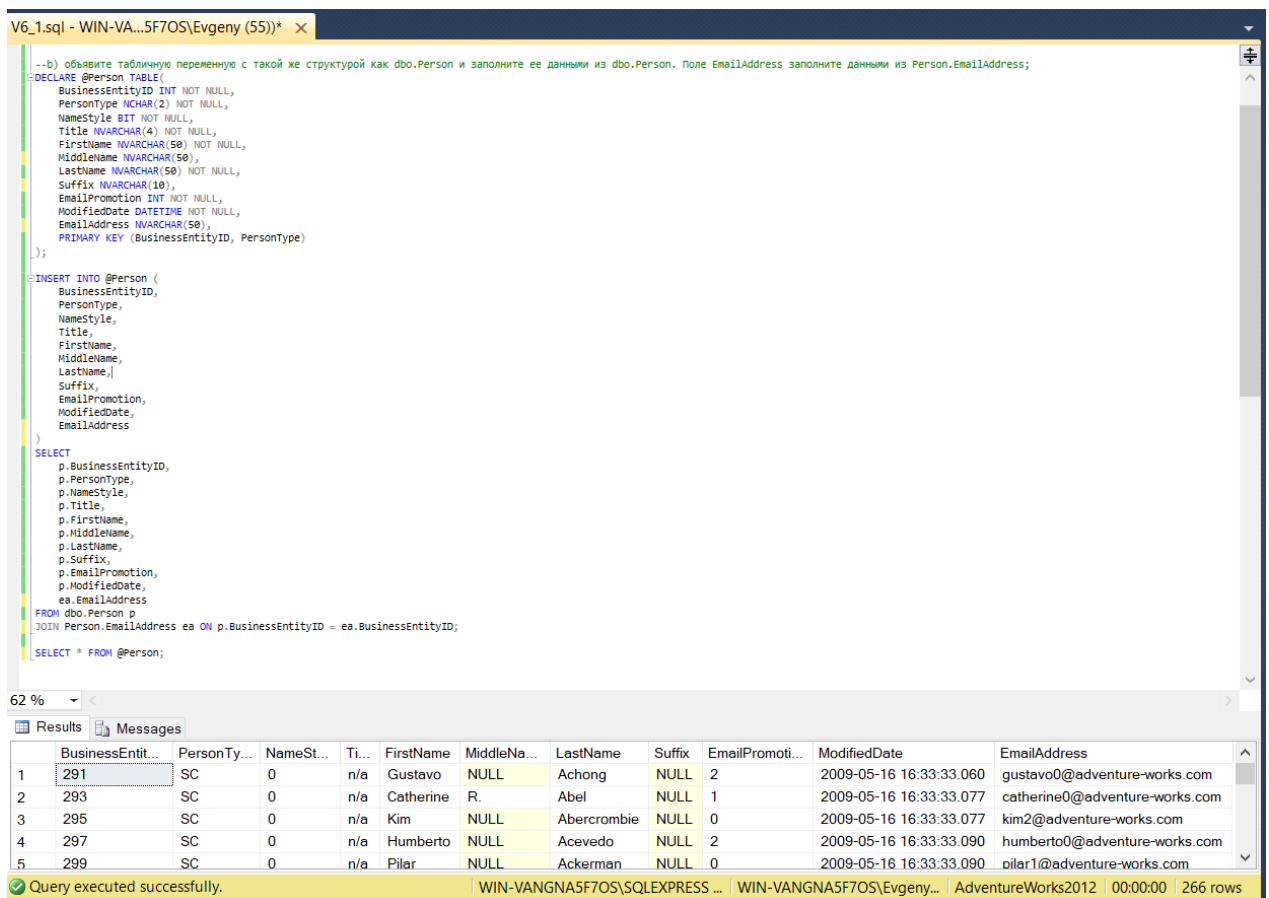 V6_1.sql - WIN-VA...5F7OS\Evgeny (55))* ×
--b) объявите табличную переменную с такой же структурой как dbo.Person и заполните ее данными из dbo.Person. Поле EmailAddress заполните данными из Person.EmailAddress;
DECLARE @Person TABLE(
BusinessEntityID INT NOT NULL,
PersonType NCHAR(2) NOT NULL,
NameStyle BIT NOT NULL,
Title NVARCHAR(4) NOT NULL,
FirstName NVARCHAR(50) NOT NULL,
MiddleName NVARCHAR(50),
LastName NVARCHAR(50) NOT NULL,
Suffix NVARCHAR(10),
EmailPromotion INT NOT NULL,
ModifiedDate DATETIME NOT NULL,
EmailAddress NVARCHAR(50),
PRIMARY KEY (BusinessEntityID, PersonType)
);
INSERT INTO @Person (
BusinessEntityID,
PersonType,
NameStyle,
Title,
FirstName,
MiddleName,
LastName,
Suffix,
EmailPromotion,
ModifiedDate,
EmailAddress
)
SELECT
p.BusinessEntityID,
p.PersonType,
p.NameStyle,
p.Title,
p.FirstName,
p.MiddleName,
p.LastName,
p.Suffix,
p.EmailPromotion,
p.ModifiedDate,
ea.EmailAddress
FROM dbo.Person p
JOIN Person.EmailAddress ea ON p.BusinessEntityID = ea.BusinessEntityID;
SELECT * FROM @Person;
62 %
Results Messages
BusinessEntit... PersonTy... NameSt... Ti... FirstName MiddleNa... LastName Suffix EmailPromoti... ModifiedDate EmailAddress
1 291 SC 0 n/a Gustavo NULL Achong NULL 2 2009-05-16 16:33:33.060 gustavo0@adventure-works.com
2 293 SC 0 n/a Catherine R. Abel NULL 1 2009-05-16 16:33:33.077 catherine0@adventure-works.com
3 295 SC 0 n/a Kim NULL Abercrombie NULL 0 2009-05-16 16:33:33.077 kim2@adventure-works.com
4 297 SC 0 n/a Humberto NULL Acevedo NULL 2 2009-05-16 16:33:33.090 humberto0@adventure-works.com
5 299 SC 0 n/a Pilar NULL Ackerman NULL 0 2009-05-16 16:33:33.090 pilar1@adventure-works.com
Query executed successfully. WIN-VANGNA5F7OS\SQLEXPRESS ... WIN-VANGNA5F7OS\Evgeny... AdventureWorks2012 00:00:00 266 rows